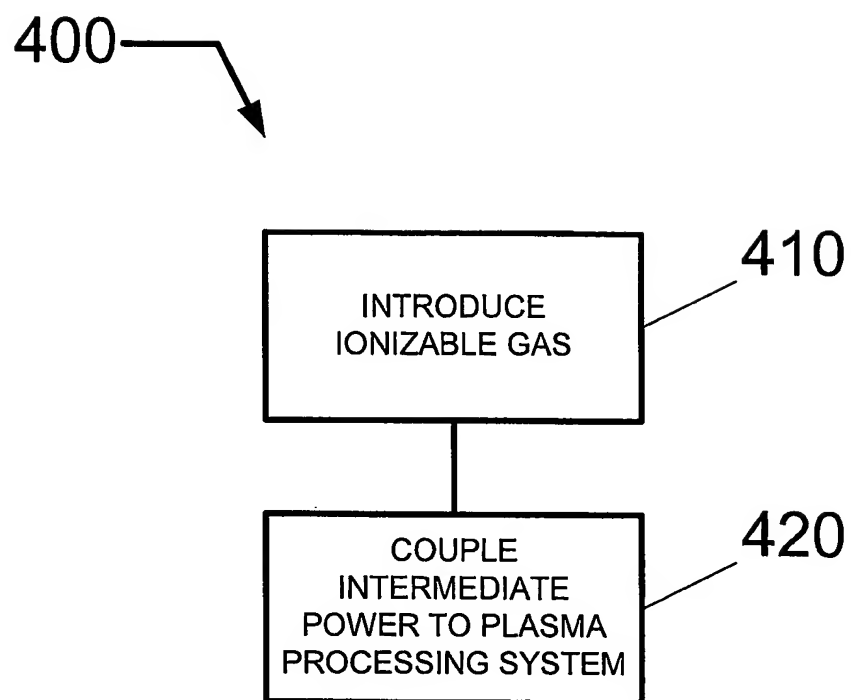 400
410
INTRODUCE
IONIZABLE GAS
420
COUPLE
INTERMEDIATE
POWER TO PLASMA
PROCESSING SYSTEM